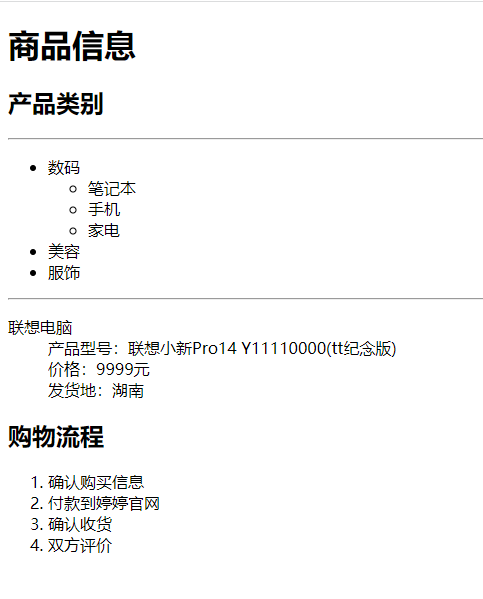 商品信息
产品类别
数码
笔记本
手机
家电
美容
服饰
联想电脑
产品型号：联想小新Pro14 Y11110000(tt纪念版)
价格：9999元
发货地：湖南
购物流程
1. 确认购买信息
2. 付款到婷婷官网
3. 确认收货
4. 双方评价